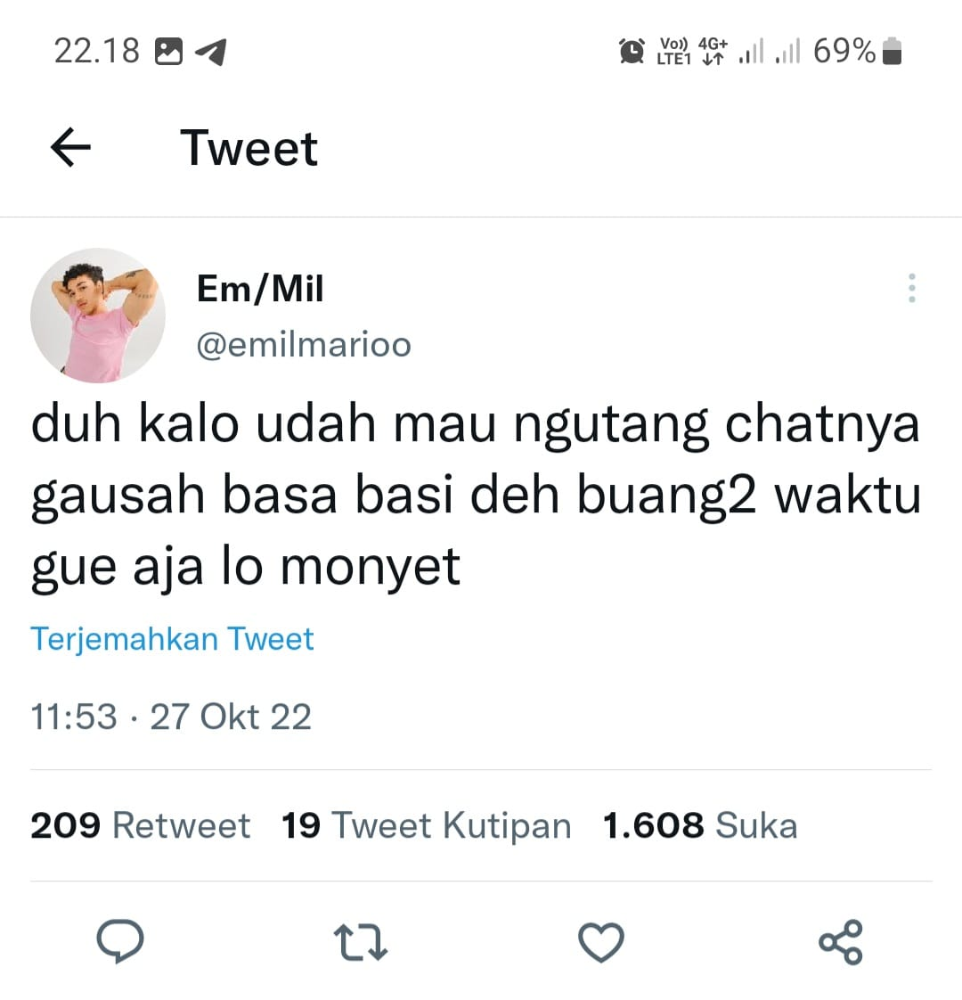 22.18 Vo)) 4G+ 69%
LTE1
Tweet
Em/Mil
@emilmarioo
duh kalo udah mau ngutang chatnya
gausah basa basi deh buang2 waktu
gue aja lo monyet
Terjemahkan Tweet
11:53 · 27 Okt 22
209 Retweet 19 Tweet Kutipan 1.608 Suka